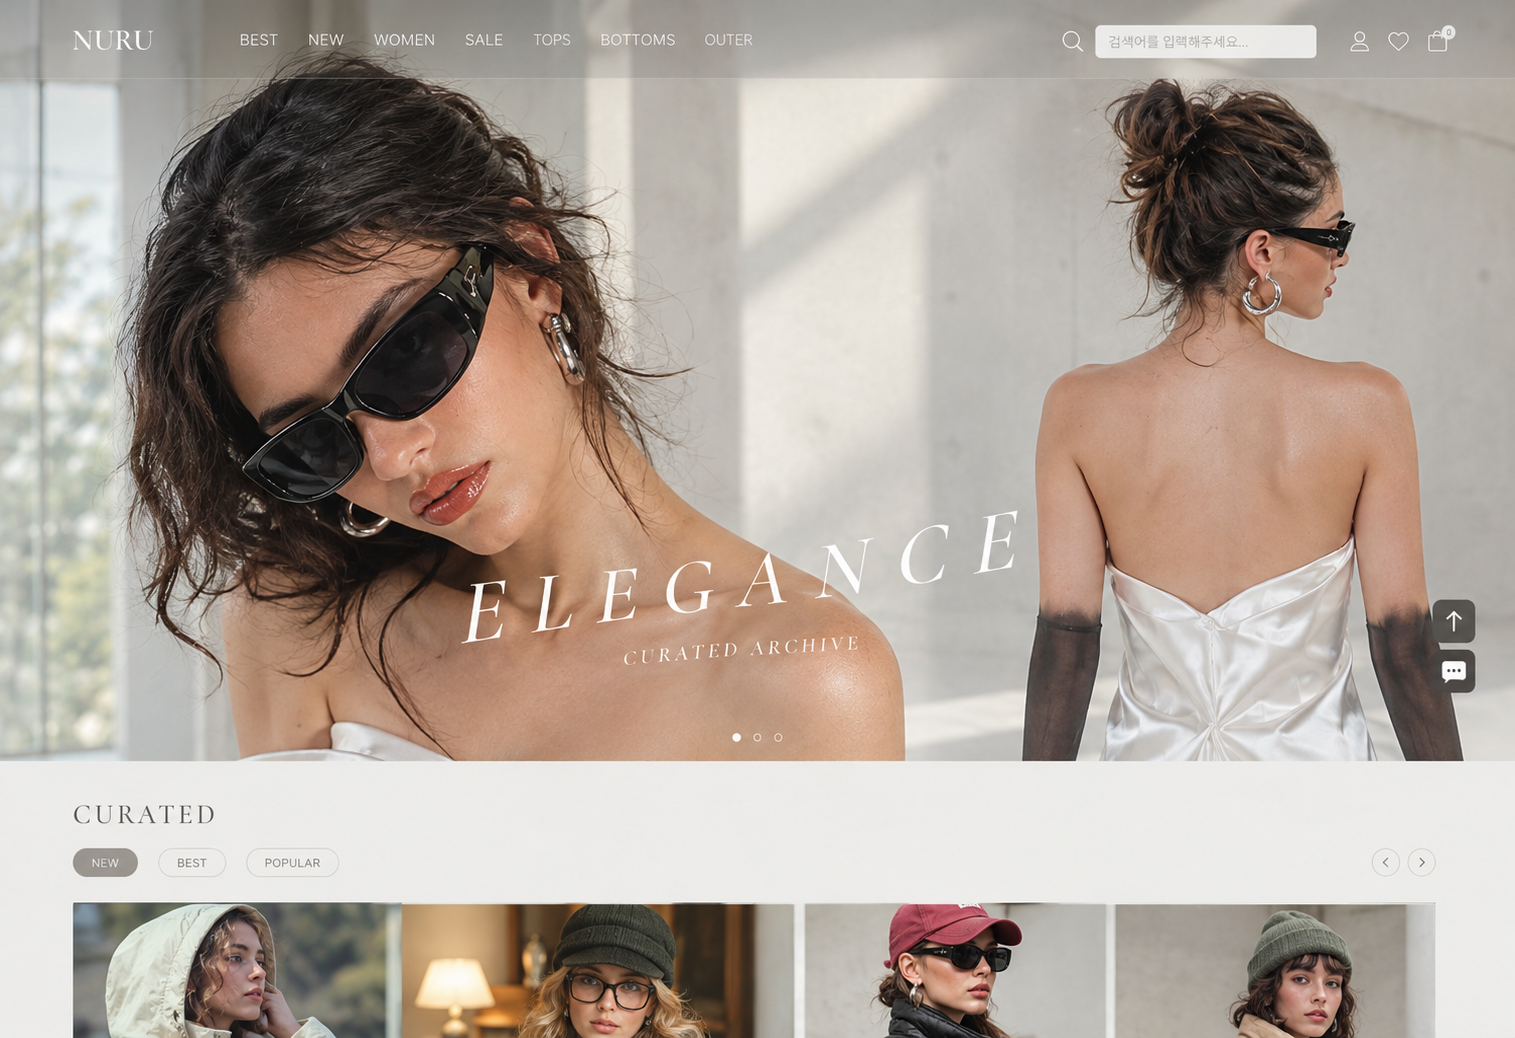 NURU
BEST NEW WOMEN SALE TOPS BOTTOMS OUTER
검색어를 입력해주세요...
0
ELEGANCE
CURATED ARCHIVE
CURATED
NEW BEST POPULAR